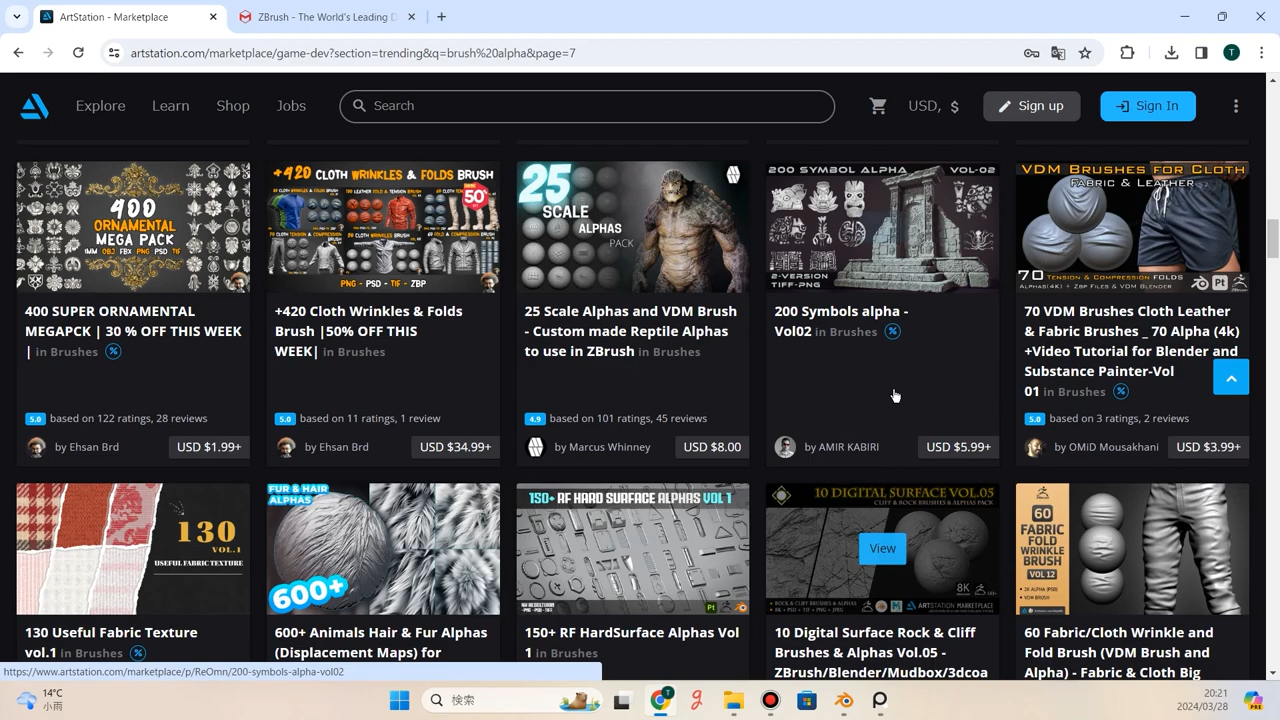 ArtStation - Marketplace
ZBrush - The World's Leading D
artstation.com/marketplace/game-dev?section=trending&q=brush%20alpha&page=7
T
Explore
Learn
Shop
Jobs
Search
USD, $
Sign up
Sign In
400
ORNAMENTAL
MEGA PACK
IMM OBJ FBX PNG PSD TIF
+420 CLOTH WRINKLES & FOLDS BRUSH
50%
PNG - PSD - TIF - ZBP
25
SCALE
ALPHAS
PACK
200 SYMBOL ALPHA
VOL-02
2-VERSION
TIFF-PNG
VDM BRUSHES FOR CLOTH
FABRIC & LEATHER
70 TENSION & COMPRESSION FOLDS
ALPHAS(4K) + ZBP FILES & VDM BLENDER
Pt
400 SUPER ORNAMENTAL
MEGAPCK | 30 % OFF THIS WEEK
| in Brushes
5.0 based on 122 ratings, 28 reviews
by Ehsan Brd
USD $1.99+
+420 Cloth Wrinkles & Folds
Brush |50% OFF THIS
WEEK| in Brushes
5.0 based on 11 ratings, 1 review
by Ehsan Brd
USD $34.99+
25 Scale Alphas and VDM Brush
- Custom made Reptile Alphas
to use in ZBrush in Brushes
4.9 based on 101 ratings, 45 reviews
by Marcus Whinney
USD $8.00
200 Symbols alpha -
Vol02 in Brushes
by AMIR KABIRI
USD $5.99+
70 VDM Brushes Cloth Leather
& Fabric Brushes _ 70 Alpha (4k)
+Video Tutorial for Blender and
Substance Painter-Vol
01 in Brushes
5.0 based on 3 ratings, 2 reviews
by OMiD Mousakhani
USD $3.99+
130
VOL.1
USEFUL FABRIC TEXTURE
FUR & HAIR
ALPHAS
600+
150+ RF HARD SURFACE ALPHAS VOL 1
Pt
10 DIGITAL SURFACE VOL.05
CLIFF & ROCK BRUSHES & ALPHAS PACK
View
8K
ROCK & CLIFF BRUSHES & ALPHAS
ARTSTATION MARKETPLACE
60
FABRIC
FOLD
WRINKLE
BRUSH
VOL 12
2K ALPHA (PSD)
VDM BRUSH
130 Useful Fabric Texture
vol.1 in Brushes
600+ Animals Hair & Fur Alphas
(Displacement Maps) for
150+ RF HardSurface Alphas Vol
1 in Brushes
10 Digital Surface Rock & Cliff
Brushes & Alphas Vol.05 -
ZBrush/Blender/Mudbox/3dcoa
60 Fabric/Cloth Wrinkle and
Fold Brush (VDM Brush and
Alpha) - Fabric & Cloth Big
https://www.artstation.com/marketplace/p/ReOmn/200-symbols-alpha-vol02
14°C
小雨
検索
20:21
2024/03/28
PRE